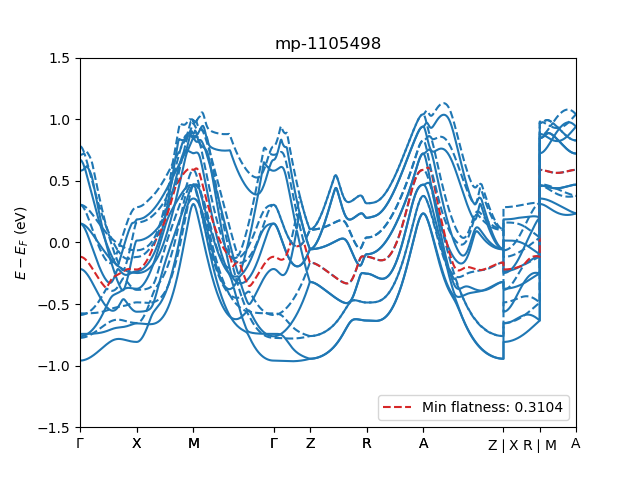 mp-1105498
E − E_F (eV)
1.5
1.0
0.5
0.0
−0.5
−1.0
−1.5
Min flatness: 0.3104
Γ X M Γ Z R A Z | X R | M A